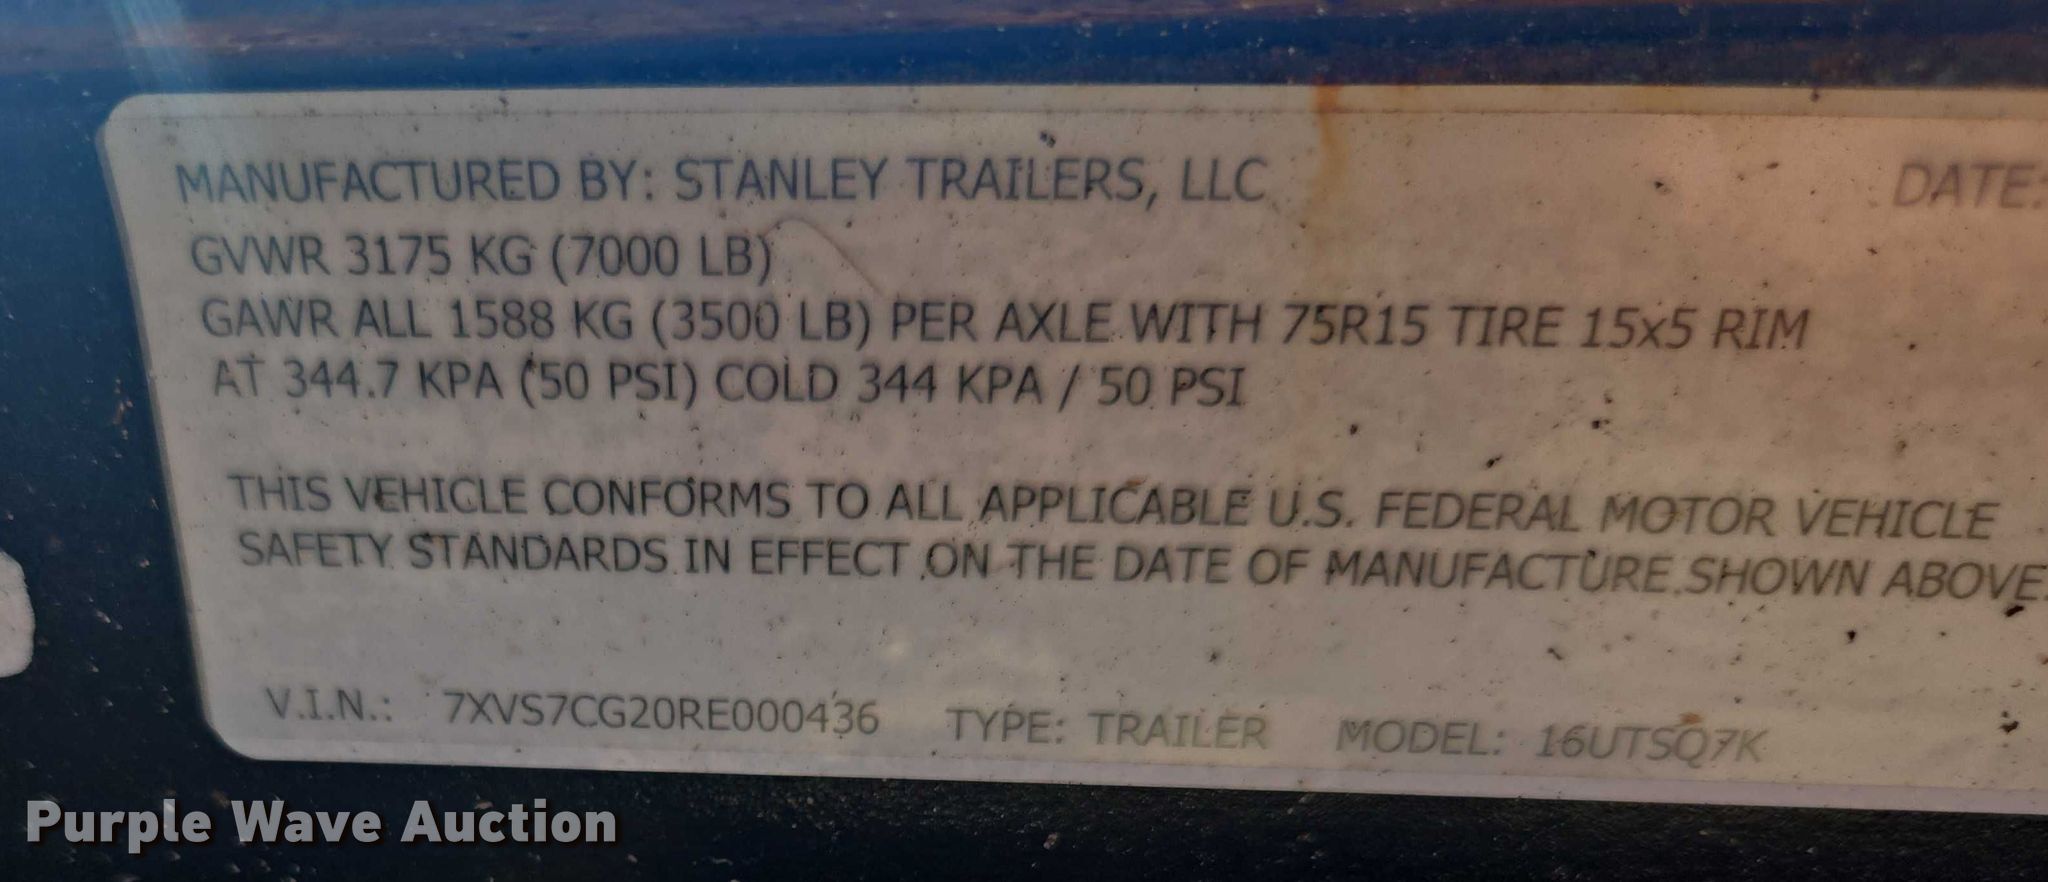 MANUFACTURED BY: STANLEY TRAILERS, LLC DATE:
GVWR 3175 KG (7000 LB)
GAWR ALL 1588 KG (3500 LB) PER AXLE WITH 75R15 TIRE 15x5 RIM
AT 344.7 KPA (50 PSI) COLD 344 KPA / 50 PSI
THIS VEHICLE CONFORMS TO ALL APPLICABLE U.S. FEDERAL MOTOR VEHICLE
SAFETY STANDARDS IN EFFECT ON THE DATE OF MANUFACTURE SHOWN ABOVE.
V.I.N.: 7XVS7CG20RE000436 TYPE: TRAILER MODEL: 16UTSQ7K
Purple Wave Auction